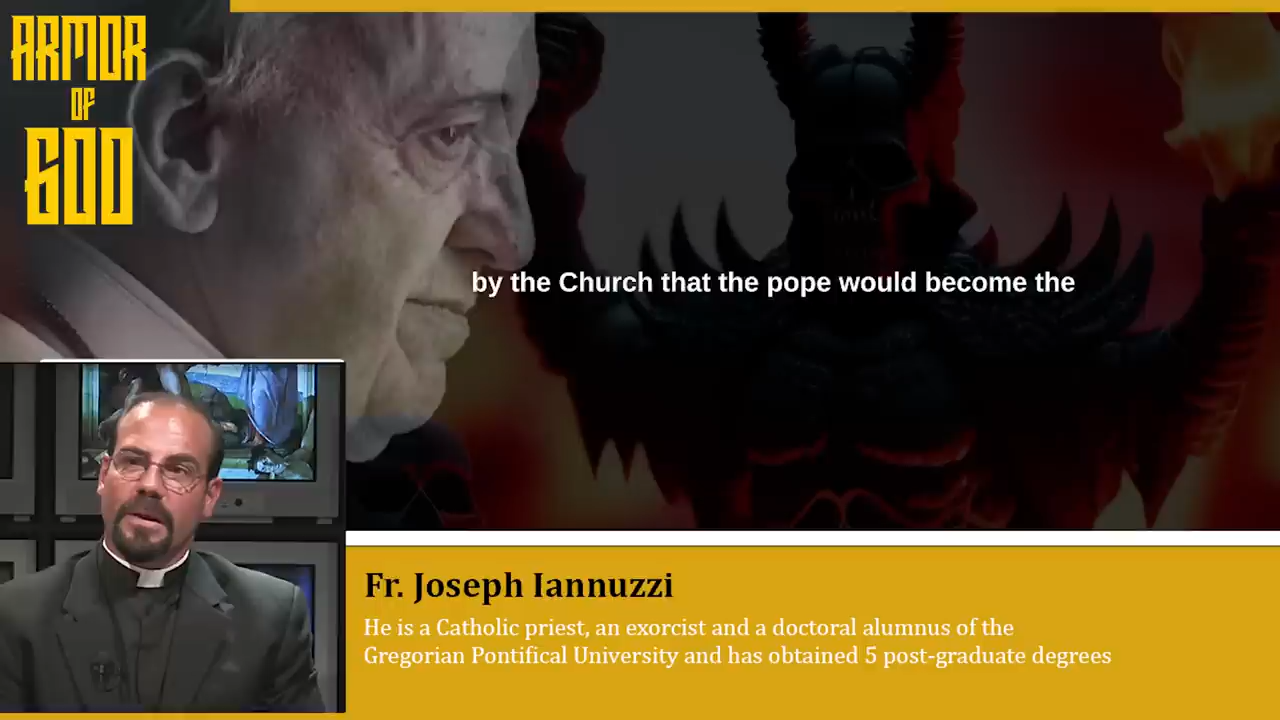 ARMOR
OF
GOD
by the Church that the pope would become the
Fr. Joseph Iannuzzi
He is a Catholic priest, an exorcist and a doctoral alumnus of the
Gregorian Pontifical University and has obtained 5 post-graduate degrees